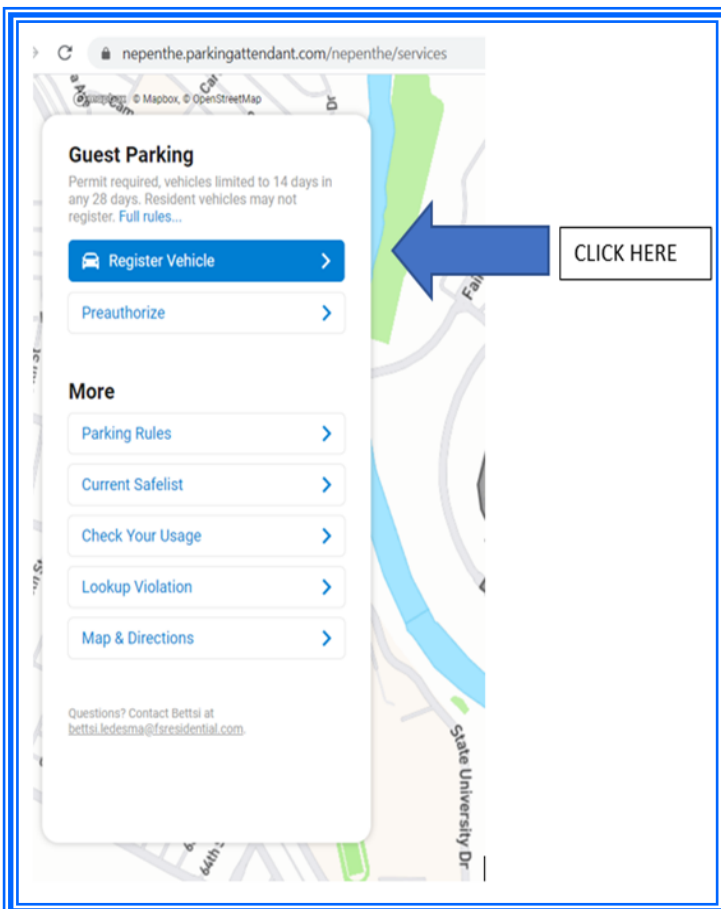 nepenthe.parkingattendant.com/nepenthe/services
© Mapbox, © OpenStreetMap
Dr
Guest Parking
Permit required, vehicles limited to 14 days in
any 28 days. Resident vehicles may not
register. Full rules...
Register Vehicle
CLICK HERE
Preauthorize
More
Parking Rules
Current Safelist
Check Your Usage
Lookup Violation
Map & Directions
Questions? Contact Bettsi at
bettsi.ledesma@fsresidential.com.
State University Dr
64th